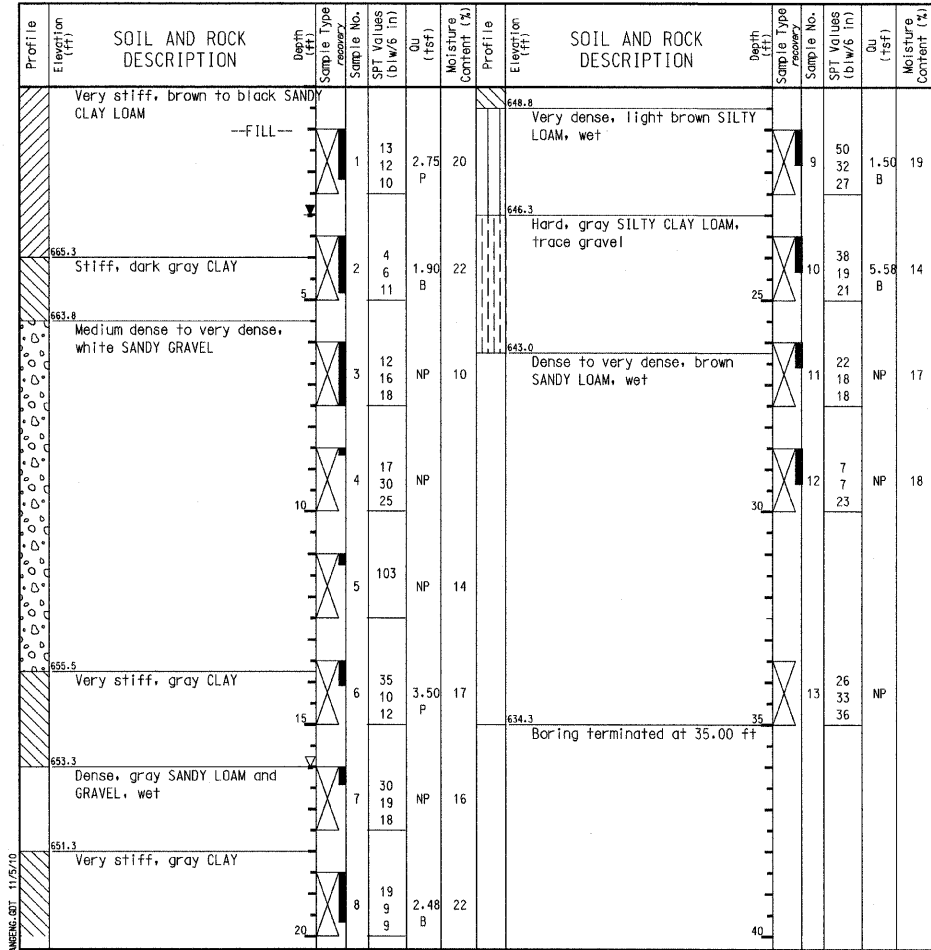 Profile
Elevation (ft)
SOIL AND ROCK DESCRIPTION
Depth (ft)
Sample Type
recovery
Sample No.
SPT Values (blw/6 in)
Qu (tsf)
Moisture Content (%)
Very stiff, brown to black SANDY
CLAY LOAM
--FILL--
1
13
12
10
2.75
P
20
665.3
Stiff, dark gray CLAY
2
4
6
11
1.90
B
22
5
663.8
Medium dense to very dense,
white SANDY GRAVEL
3
12
16
18
NP
10
4
17
30
25
NP
10
5
103
NP
14
655.5
Very stiff, gray CLAY
6
35
10
12
3.50
P
17
15
653.3
Dense, gray SANDY LOAM and
GRAVEL, wet
7
30
19
18
NP
16
651.3
Very stiff, gray CLAY
8
19
9
9
2.48
B
22
20
Profile
Elevation (ft)
SOIL AND ROCK DESCRIPTION
Depth (ft)
Sample Type
recovery
Sample No.
SPT Values (blw/6 in)
Qu (tsf)
Moisture Content (%)
648.8
Very dense, light brown SILTY
LOAM, wet
9
50
32
27
1.50
B
19
646.3
Hard, gray SILTY CLAY LOAM,
trace gravel
10
38
19
21
5.58
B
14
25
643.0
Dense to very dense, brown
SANDY LOAM, wet
11
22
18
18
NP
17
12
7
7
23
NP
18
30
13
26
33
36
NP
634.3
35
Boring terminated at 35.00 ft
40
ANGENG.GDT 11/5/10